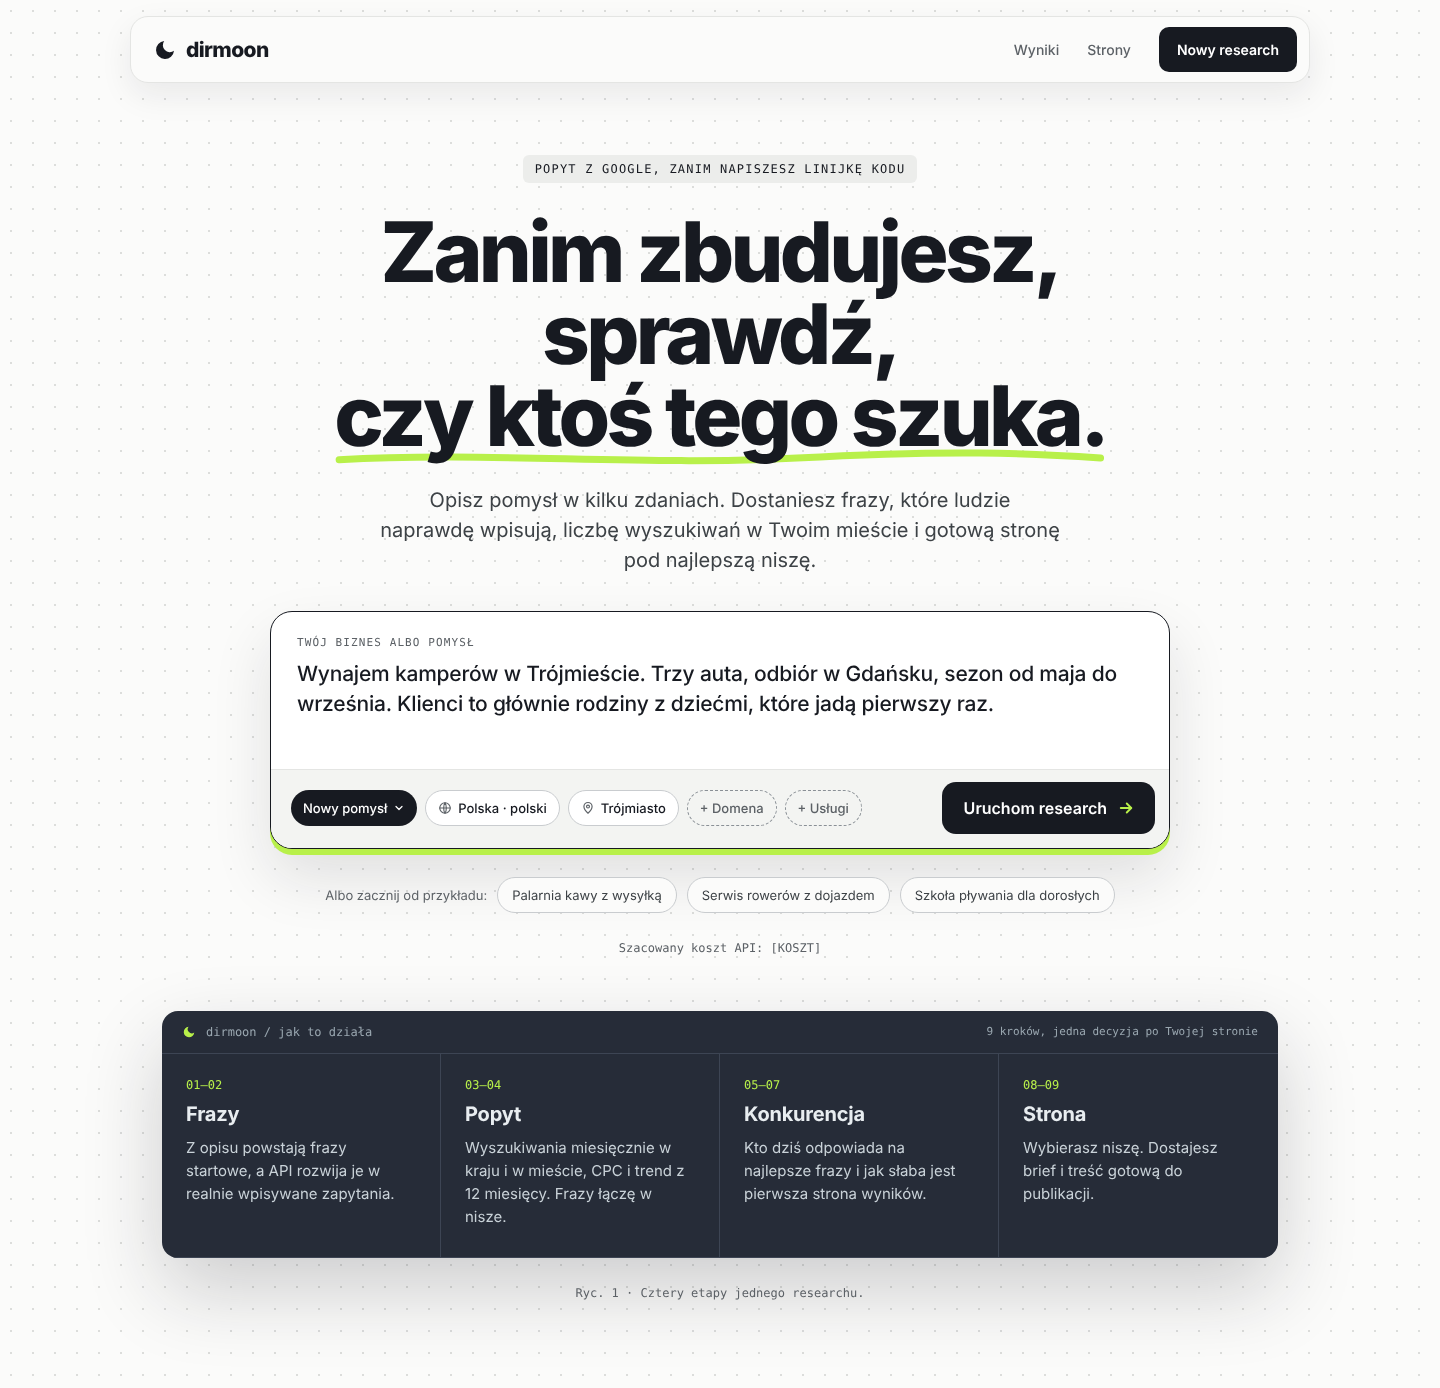 dirmoon
Wyniki
Strony
Nowy research
POPYT Z GOOGLE, ZANIM NAPISZESZ LINIJKĘ KODU
Zanim zbudujesz,
sprawdź,
czy ktoś tego szuka.
Opisz pomysł w kilku zdaniach. Dostaniesz frazy, które ludzie
naprawdę wpisują, liczbę wyszukiwań w Twoim mieście i gotową stronę
pod najlepszą niszę.
TWÓJ BIZNES ALBO POMYSŁ
Wynajem kamperów w Trójmieście. Trzy auta, odbiór w Gdańsku, sezon od maja do
września. Klienci to głównie rodziny z dziećmi, które jadą pierwszy raz.
Nowy pomysł
Polska · polski
Trójmiasto
+ Domena
+ Usługi
Uruchom research
Albo zacznij od przykładu:
Palarnia kawy z wysyłką
Serwis rowerów z dojazdem
Szkoła pływania dla dorosłych
Szacowany koszt API: [KOSZT]
dirmoon / jak to działa
9 kroków, jedna decyzja po Twojej stronie
01—02
Frazy
Z opisu powstają frazy
startowe, a API rozwija je w
realnie wpisywane zapytania.
03—04
Popyt
Wyszukiwania miesięcznie w
kraju i w mieście, CPC i trend z
12 miesięcy. Frazy łączę w
nisze.
05—07
Konkurencja
Kto dziś odpowiada na
najlepsze frazy i jak słaba jest
pierwsza strona wyników.
08—09
Strona
Wybierasz niszę. Dostajesz
brief i treść gotową do
publikacji.
Ryc. 1 · Cztery etapy jednego researchu.